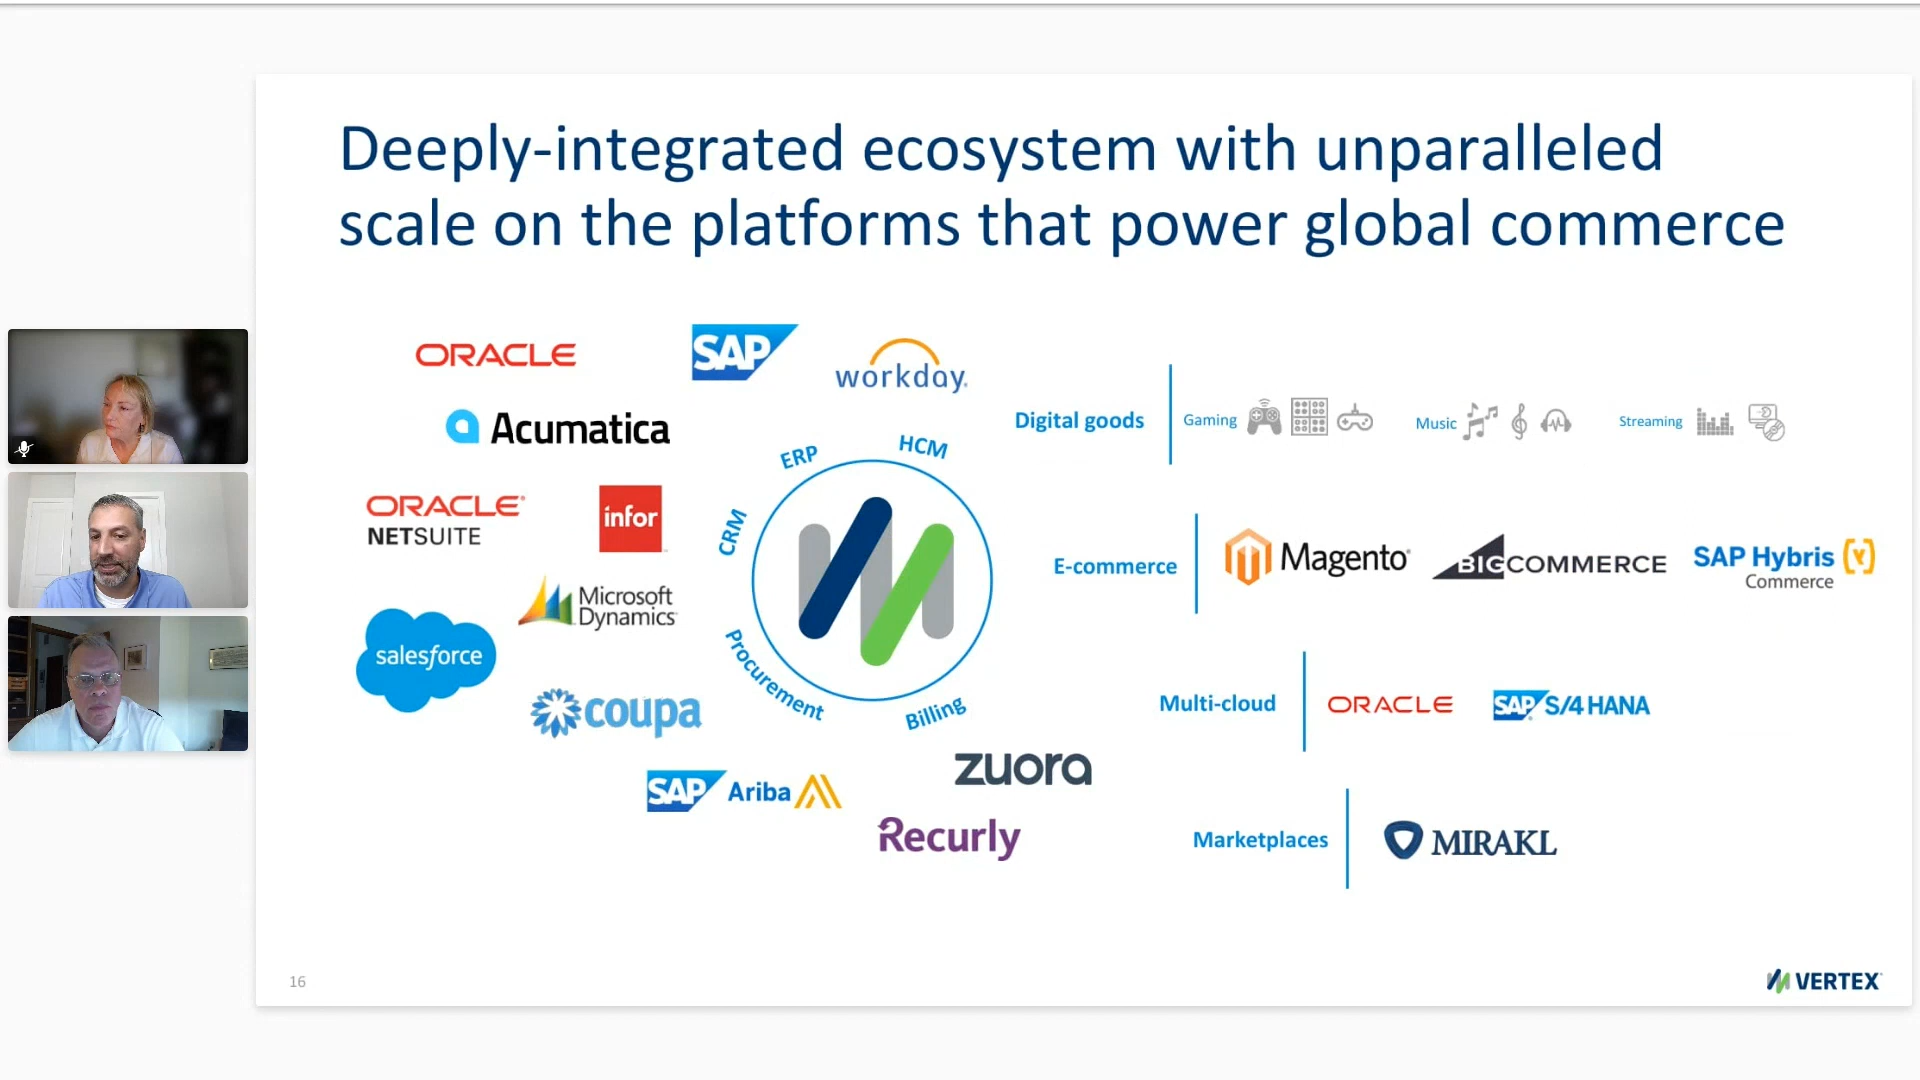 Deeply-integrated ecosystem with unparalleled
scale on the platforms that power global commerce
ORACLE
SAP
workday.
Acumatica
ORACLE
NETSUITE
infor
Microsoft
Dynamics
salesforce
coupa
SAP Ariba
zuora
Recurly
ERP
HCM
CRM
Procurement
Billing
Digital goods
Gaming
Music
Streaming
E-commerce
Magento
BIGCOMMERCE
SAP Hybris
Commerce
Multi-cloud
ORACLE
SAP S/4 HANA
Marketplaces
MIRAKL
16
VERTEX